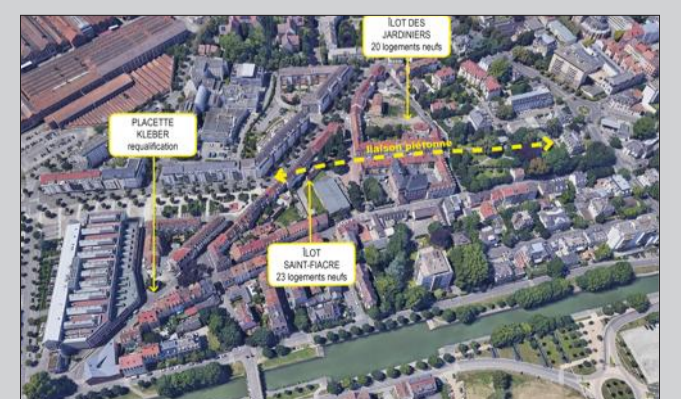 ÎLOT DES
JARDINIERS
20 logements neufs
PLACETTE
KLEBER
requalification
liaison piétonne
ÎLOT
SAINT-FIACRE
23 logements neufs